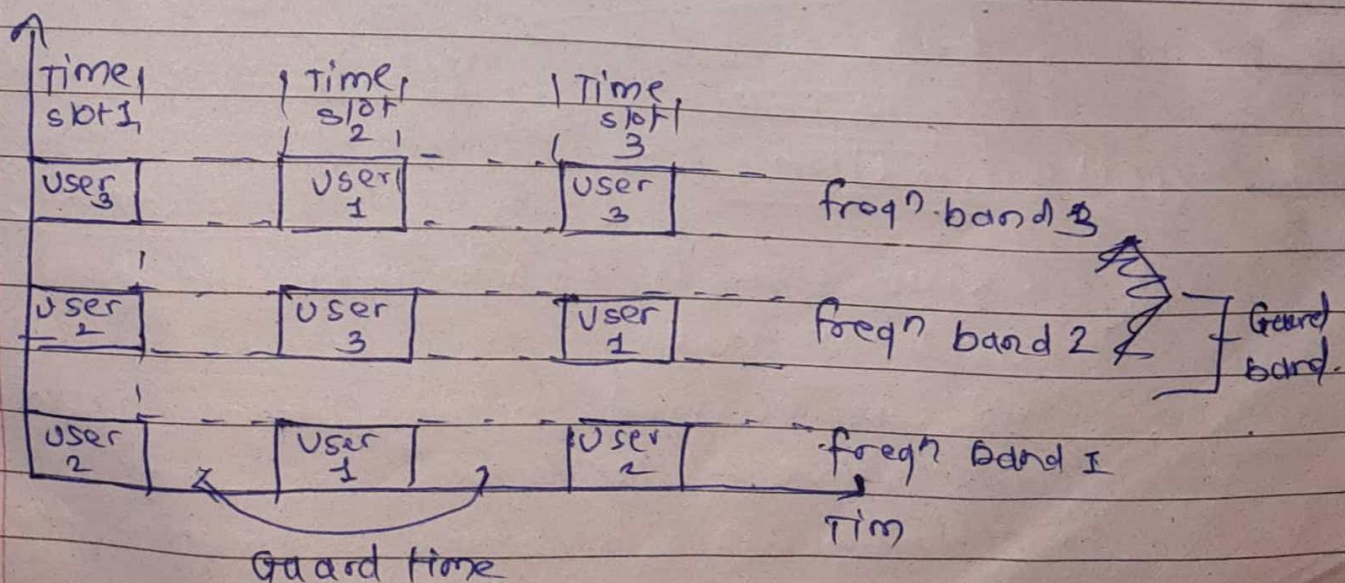 Time
slot 1
Time
slot
2
Time
slot
3
User
3
User
1
User
3
freqn. band 3
User
2
User
3
User
1
freqn band 2
Guard
band.
User
2
User
1
User
2
freqn band I
Tim
Guard time